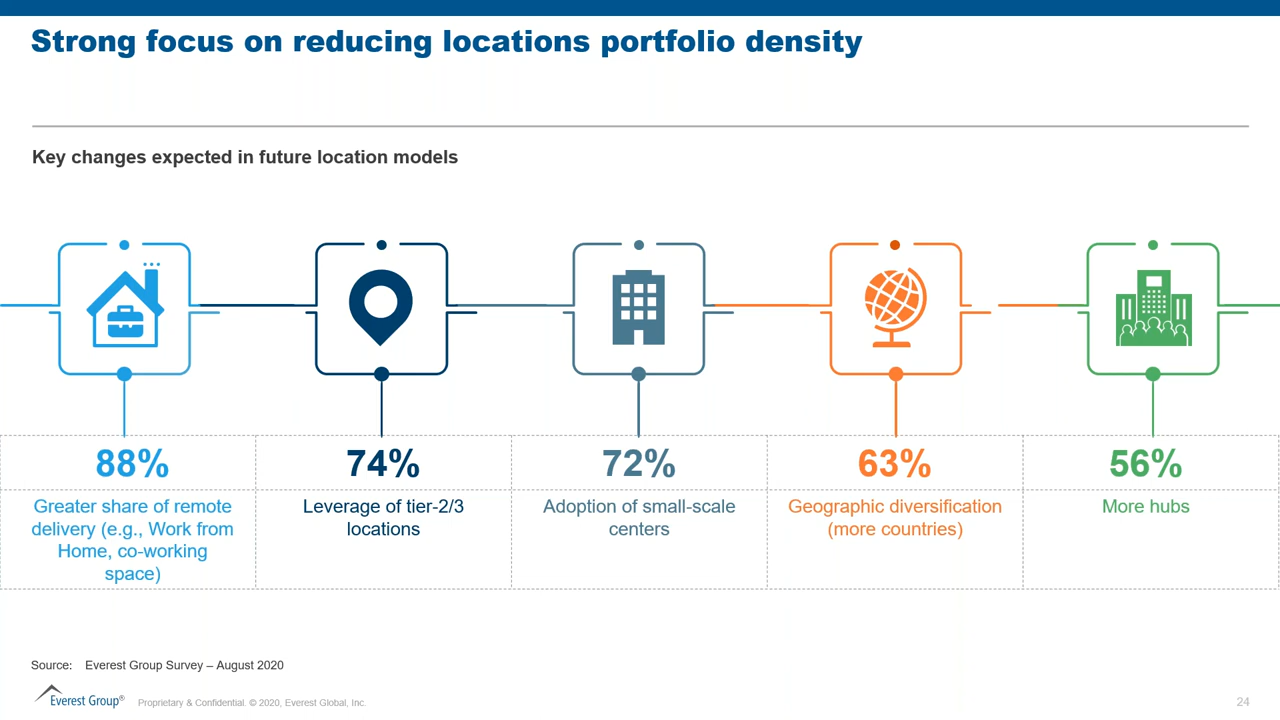 Strong focus on reducing locations portfolio density
Key changes expected in future location models
88%
Greater share of remote
delivery (e.g., Work from
Home, co-working
space)
74%
Leverage of tier-2/3
locations
72%
Adoption of small-scale
centers
63%
Geographic diversification
(more countries)
56%
More hubs
Source: Everest Group Survey – August 2020
Everest Group® Proprietary & Confidential. © 2020, Everest Global, Inc.
24